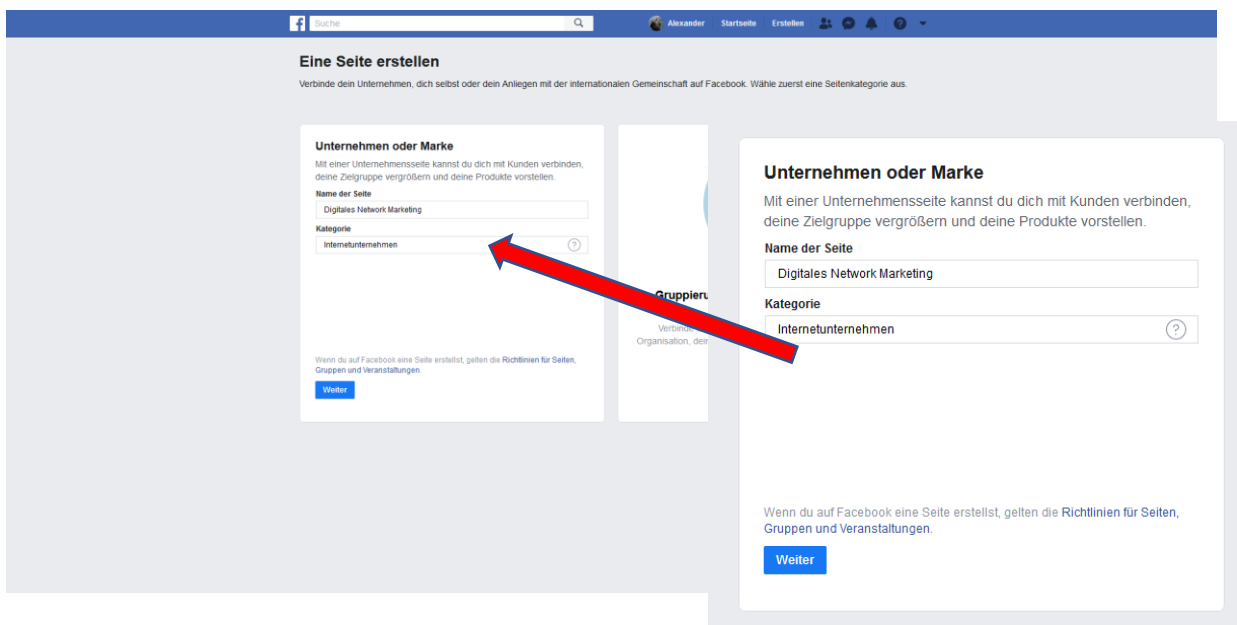 f Suche Alexander Startseite Erstellen
Eine Seite erstellen
Verbinde dein Unternehmen, dich selbst oder dein Anliegen mit der internationalen Gemeinschaft auf Facebook. Wähle zuerst eine Seitenkategorie aus.
Unternehmen oder Marke
Mit einer Unternehmensseite kannst du dich mit Kunden verbinden,
deine Zielgruppe vergrößern und deine Produkte vorstellen.
Name der Seite
Digitales Network Marketing
Kategorie
Internetunternehmen ?
Wenn du auf Facebook eine Seite erstellst, gelten die Richtlinien für Seiten,
Gruppen und Veranstaltungen.
Weiter
Verbinde
Unternehmen oder Marke
Mit einer Unternehmensseite kannst du dich mit Kunden verbinden,
deine Zielgruppe vergrößern und deine Produkte vorstellen.
Name der Seite
Digitales Network Marketing
Kategorie
Internetunternehmen ?
Wenn du auf Facebook eine Seite erstellst, gelten die Richtlinien für Seiten,
Gruppen und Veranstaltungen.
Weiter